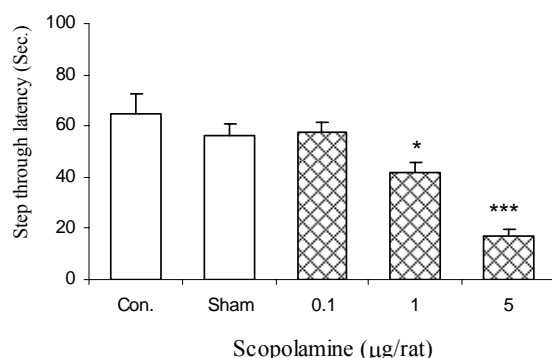 Step through latency (Sec.)
100
80
60
40
20
0
*
***
Con. Sham 0.1 1 5
Scopolamine (μg/rat)